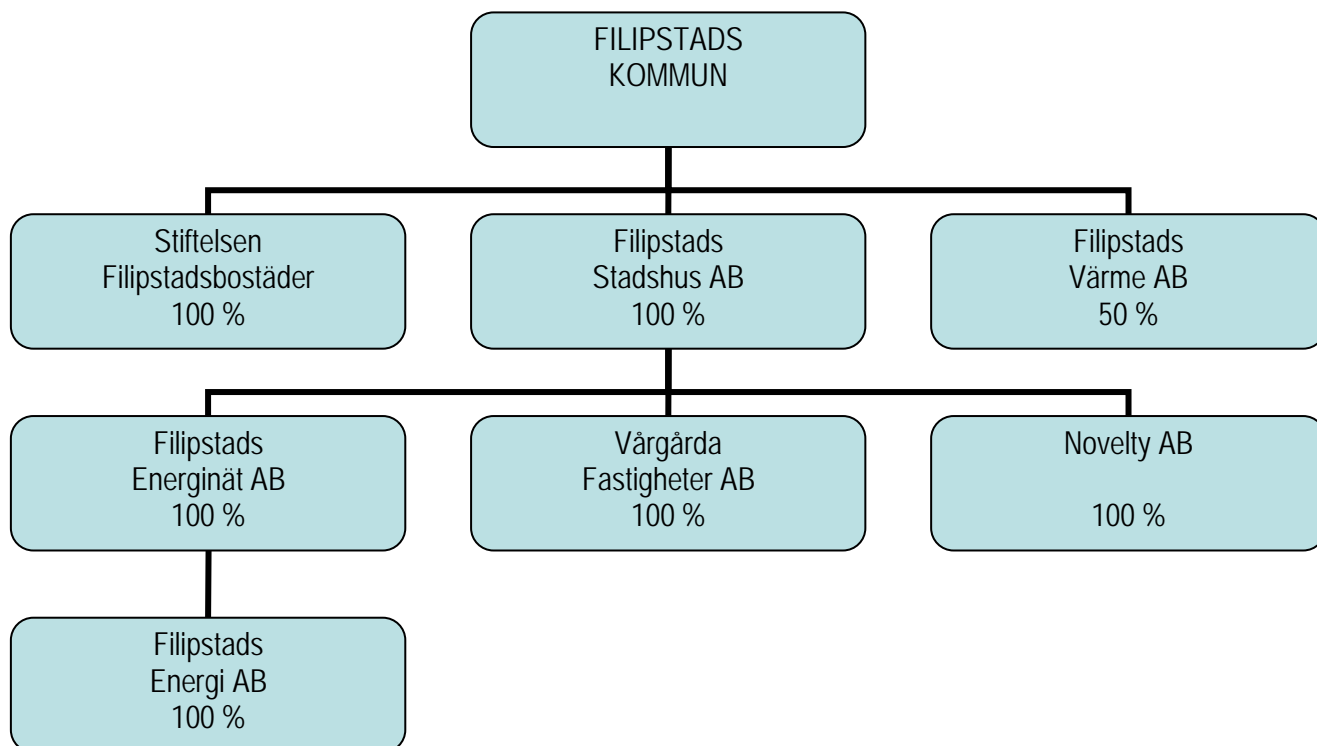 FILIPSTADS
KOMMUN
Stiftelsen
Filipstadsbostäder
100 %
Filipstads
Stadshus AB
100 %
Filipstads
Värme AB
50 %
Filipstads
Energinät AB
100 %
Vårgårda
Fastigheter AB
100 %
Novelty AB
100 %
Filipstads
Energi AB
100 %